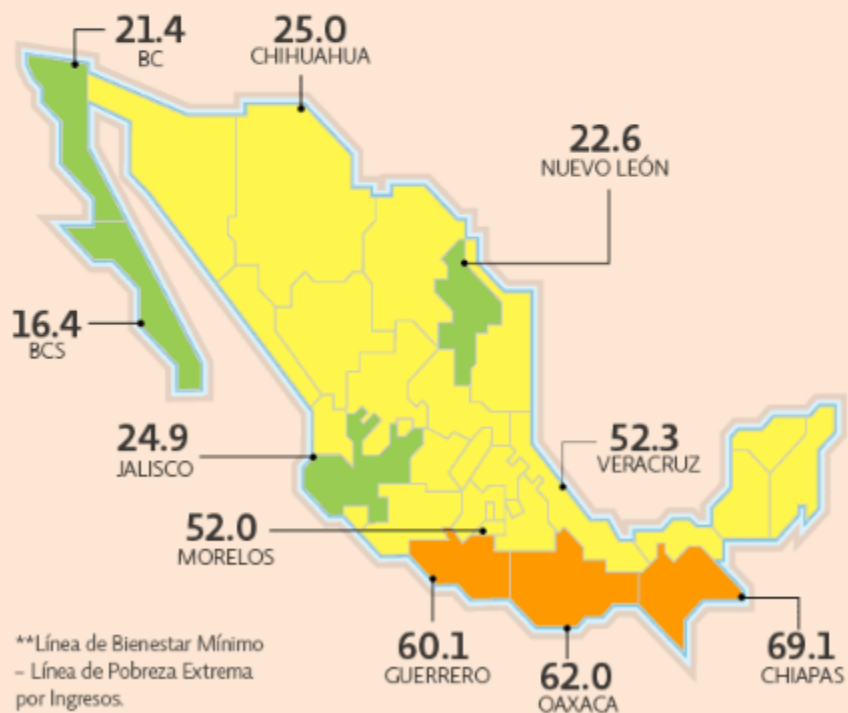 21.4
BC
25.0
CHIHUAHUA
22.6
NUEVO LEÓN
16.4
BCS
24.9
JALISCO
52.3
VERACRUZ
52.0
MORELOS
60.1
GUERRERO
62.0
OAXACA
69.1
CHIAPAS
**Línea de Bienestar Mínimo
– Línea de Pobreza Extrema
por Ingresos.